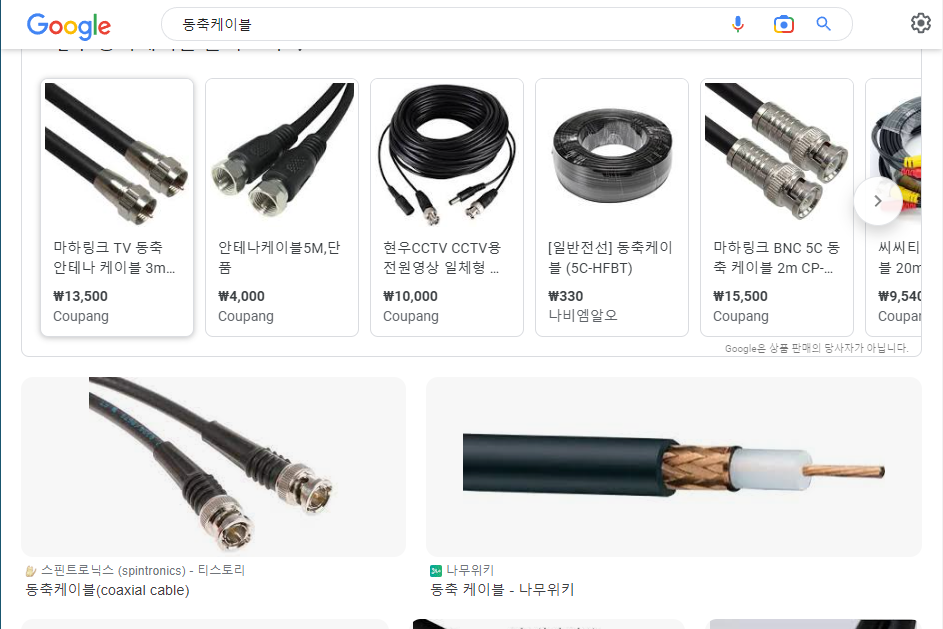 Google
동축케이블
마하링크 TV 동축
안테나 케이블 3m...
₩13,500
Coupang
안테나케이블5M,단
품
₩4,000
Coupang
현우CCTV CCTV용
전원영상 일체형 ...
₩10,000
Coupang
[일반전선] 동축케이
블 (5C-HFBT)
₩330
나비엠알오
마하링크 BNC 5C 동
축 케이블 2m CP-...
₩15,500
Coupang
씨씨티
블 20m
₩9,540
Coupan
Google은 상품 판매의 당사자가 아닙니다.
스핀트로닉스 (spintronics) - 티스토리
동축케이블(coaxial cable)
나무위키
동축 케이블 - 나무위키